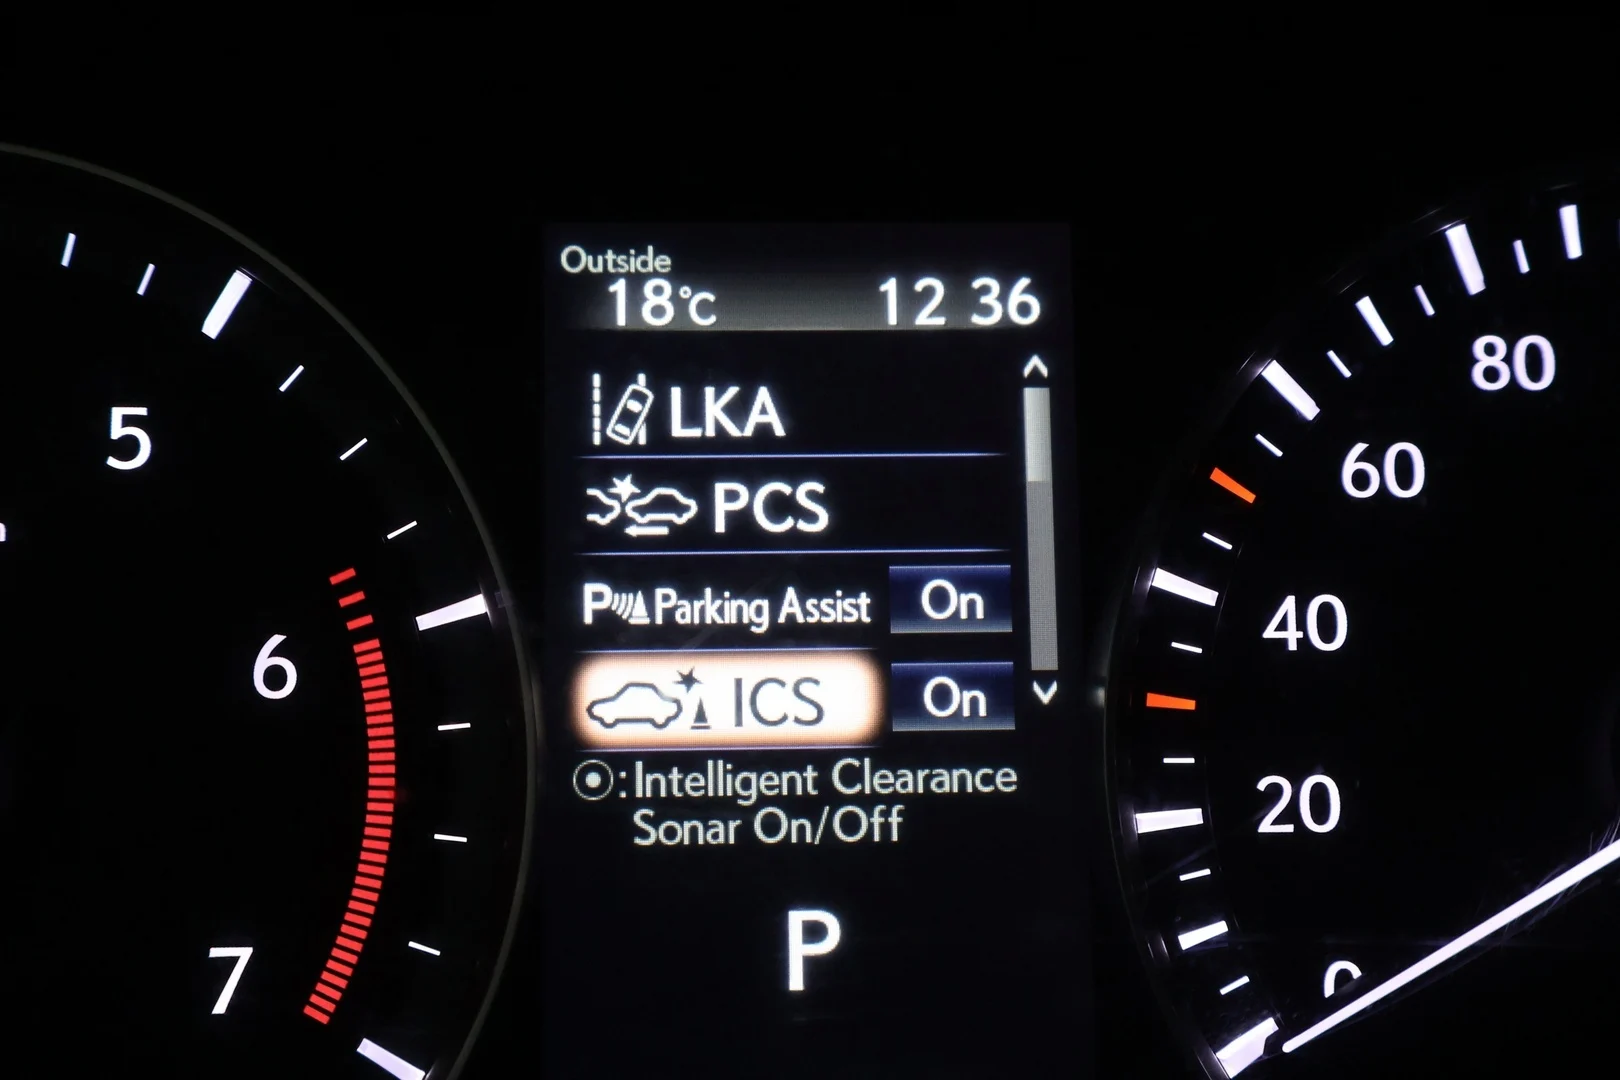 Outside
18°C 12 36
LKA
PCS
P Parking Assist On
ICS On
: Intelligent Clearance
Sonar On/Off
P
5
6
7
80
60
40
20
0